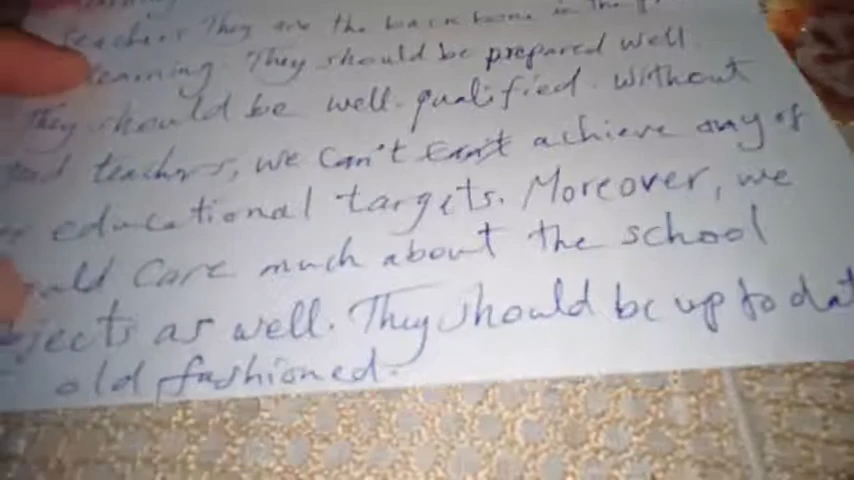 teachers They are the back bone in the
learning. They should be prepared well.
They should be well-qualified. Without
teachers, we can't achieve any of
educational targets. Moreover, we
care much about the school
as well. They should be up to dat
old fashioned.